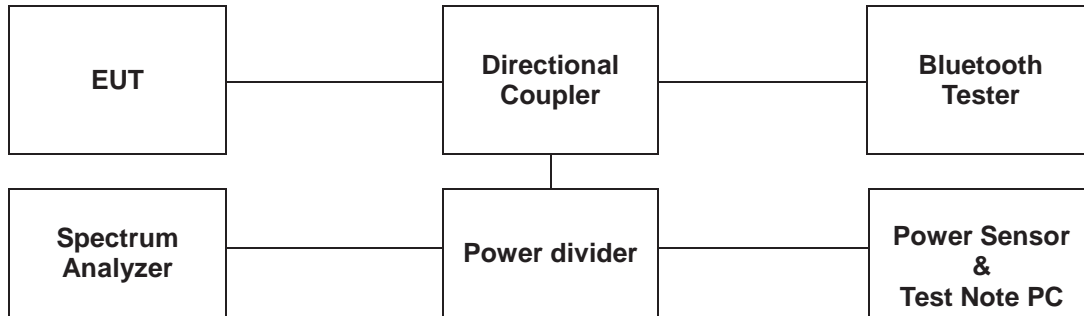 EUT
Directional
Coupler
Bluetooth
Tester
Spectrum
Analyzer
Power divider
Power Sensor
&
Test Note PC